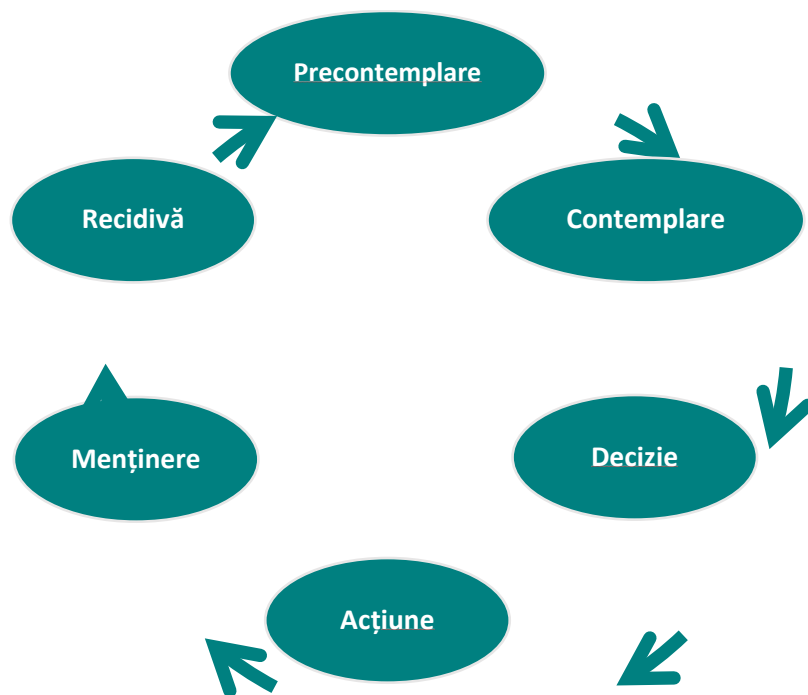 Precontemplare
Contemplare
Decizie
Acțiune
Menținere
Recidivă